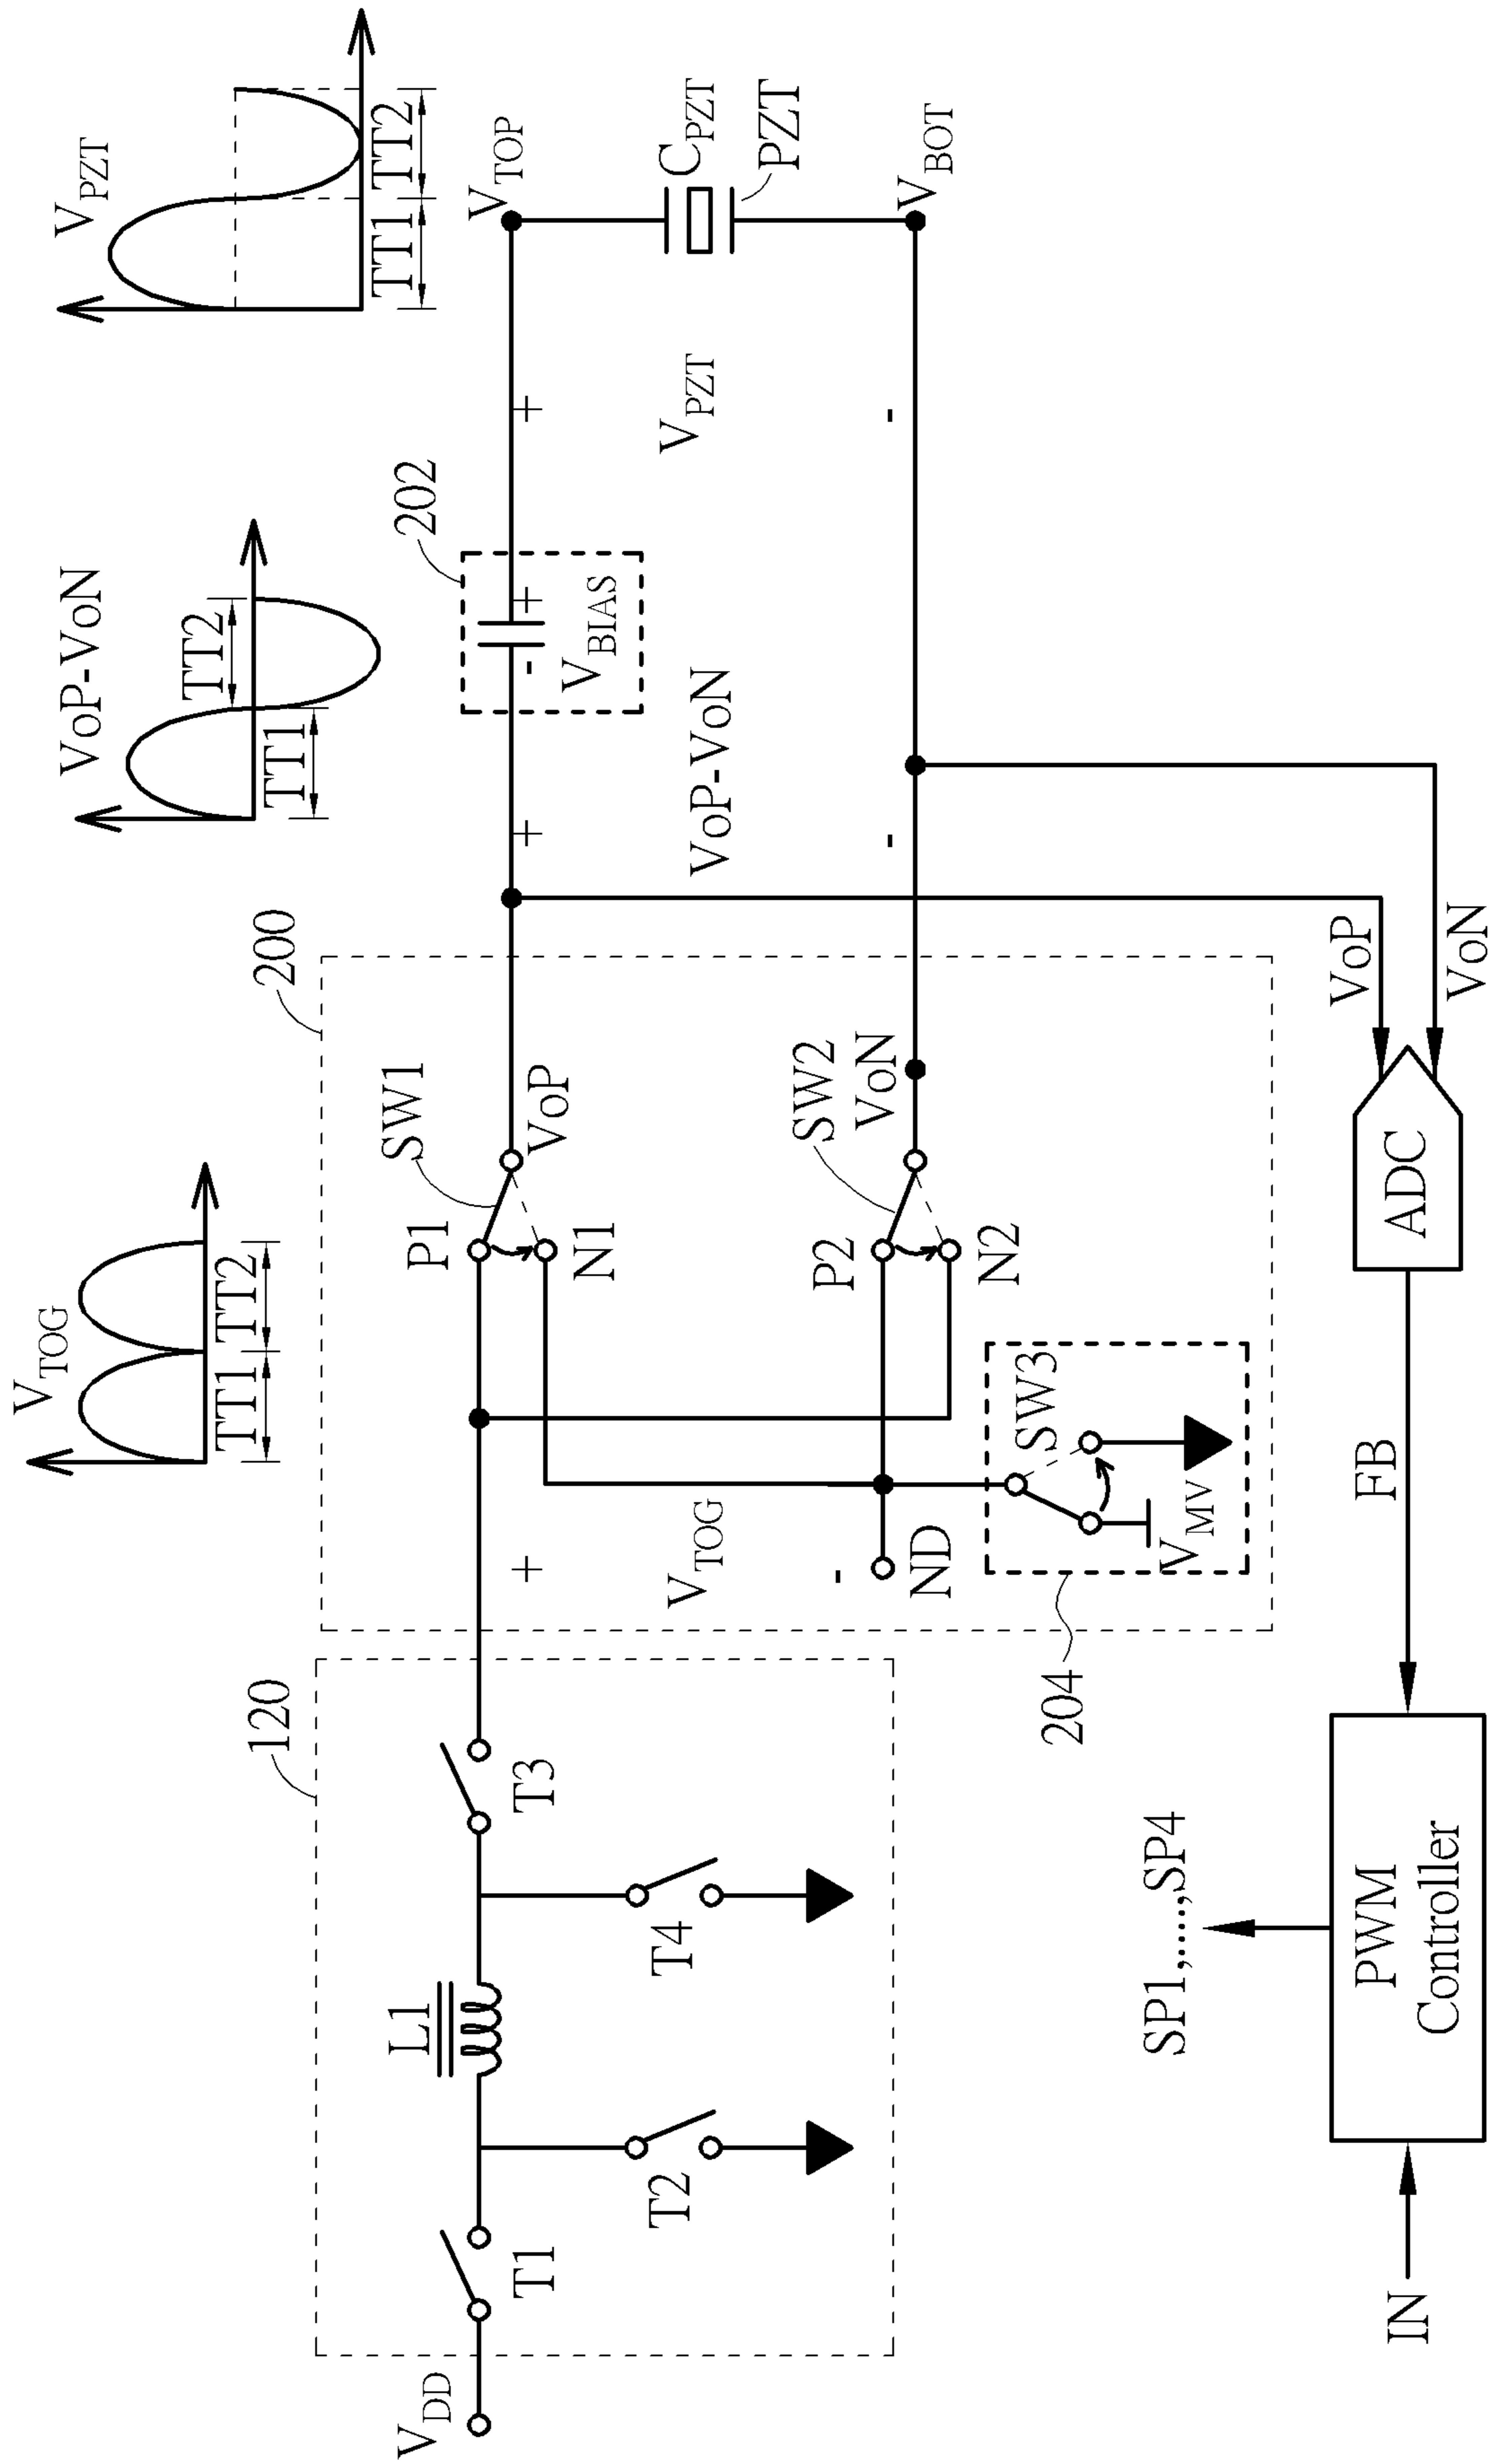 V_TOG
TT1
TT2
VoP-VoN
TT1
TT2
V_PZT
TT1
TT2
120
200
202
V_DD
T1
T2
L1
T4
T3
+
V_TOG
-
ND
204
SW3
V_MV
P1
N1
SW1
VoP
P2
N2
SW2
VoN
+
VoP-VoN
-
-
+
V_BIAS
+
V_PZT
-
V_TOP
C_PZT
PZT
V_BOT
IN
PWM
Controller
SP1,......,SP4
FB
ADC
VoP
VoN